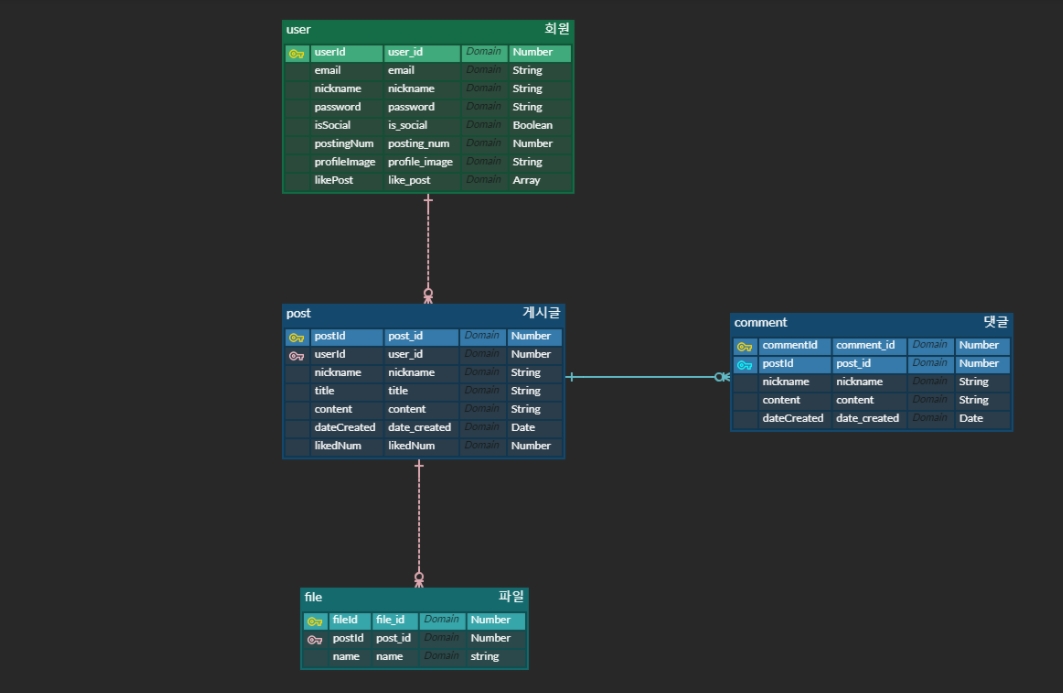 user 회원
userId user_id Domain Number
email email Domain String
nickname nickname Domain String
password password Domain String
isSocial is_social Domain Boolean
postingNum posting_num Domain Number
profileImage profile_image Domain String
likePost like_post Domain Array
post 게시글
postId post_id Domain Number
userId user_id Domain Number
nickname nickname Domain String
title title Domain String
content content Domain String
dateCreated date_created Domain Date
likedNum likedNum Domain Number
comment 댓글
commentId comment_id Domain Number
postId post_id Domain Number
nickname nickname Domain String
content content Domain String
dateCreated date_created Domain Date
file 파일
fileId file_id Domain Number
postId post_id Domain Number
name name Domain string